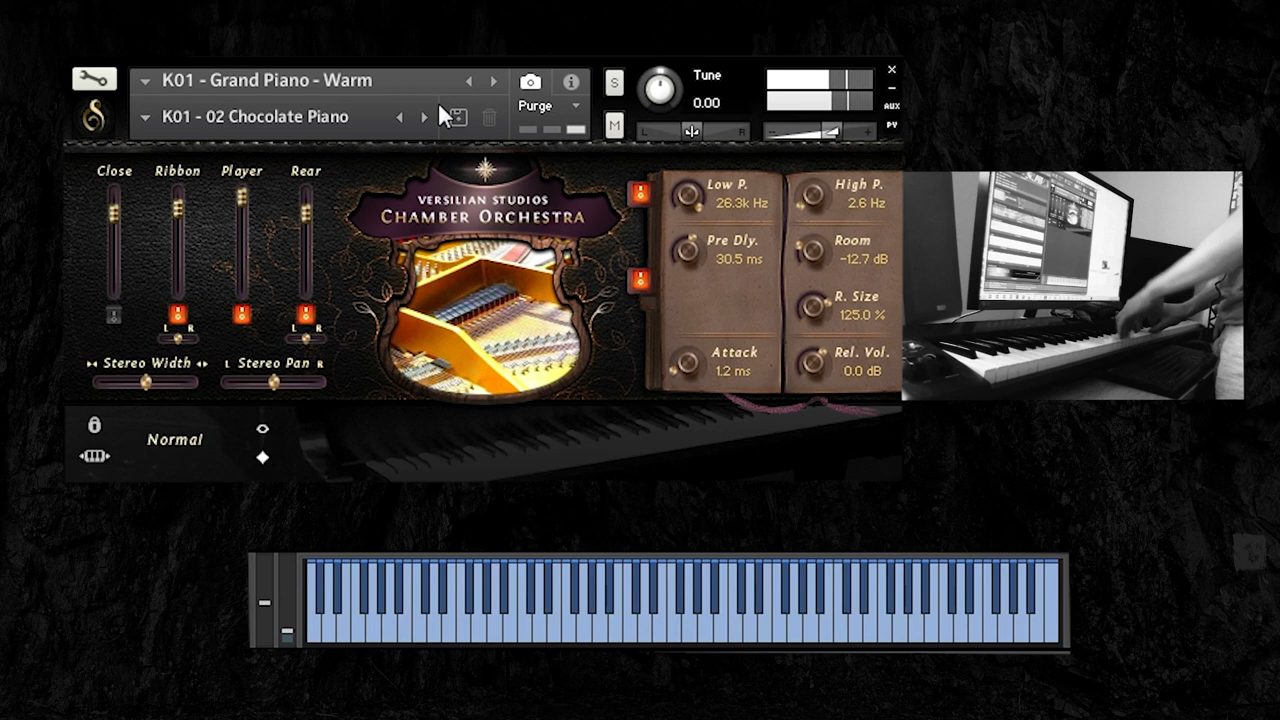 K01 - Grand Piano - Warm
K01 - 02 Chocolate Piano
Purge
S
M
Tune
0.00
L R
AUX
PV
Close Ribbon Player Rear
L R L R
Stereo Width L Stereo Pan R
VERSILIAN STUDIOS
CHAMBER ORCHESTRA
Low P.
26.3k Hz
High P.
2.6 Hz
Pre Dly.
30.5 ms
Room
-12.7 dB
R. Size
125.0 %
Attack
1.2 ms
Rel. Vol.
0.0 dB
Normal